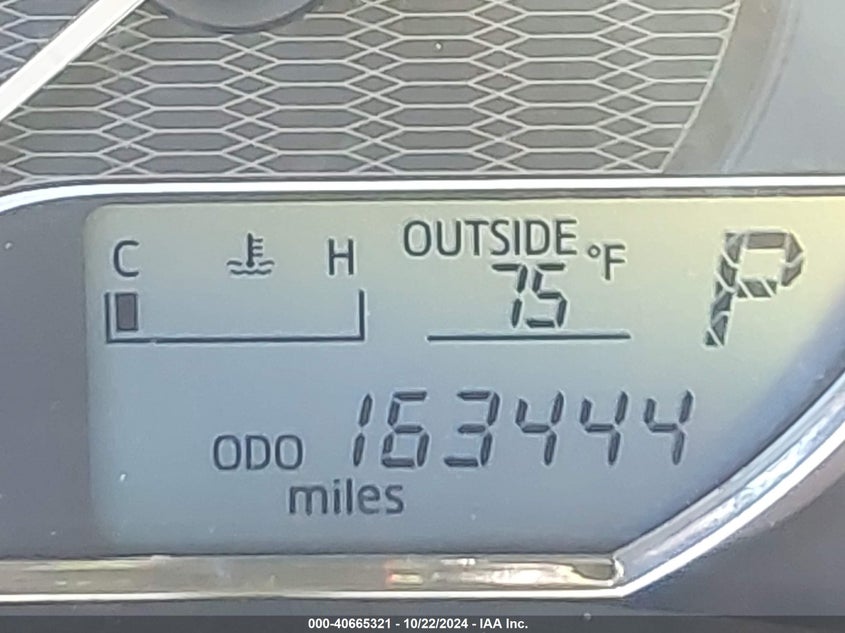 C H OUTSIDE °F P
75
ODO 163444
miles
000-40665321 - 10/22/2024 - IAA Inc.